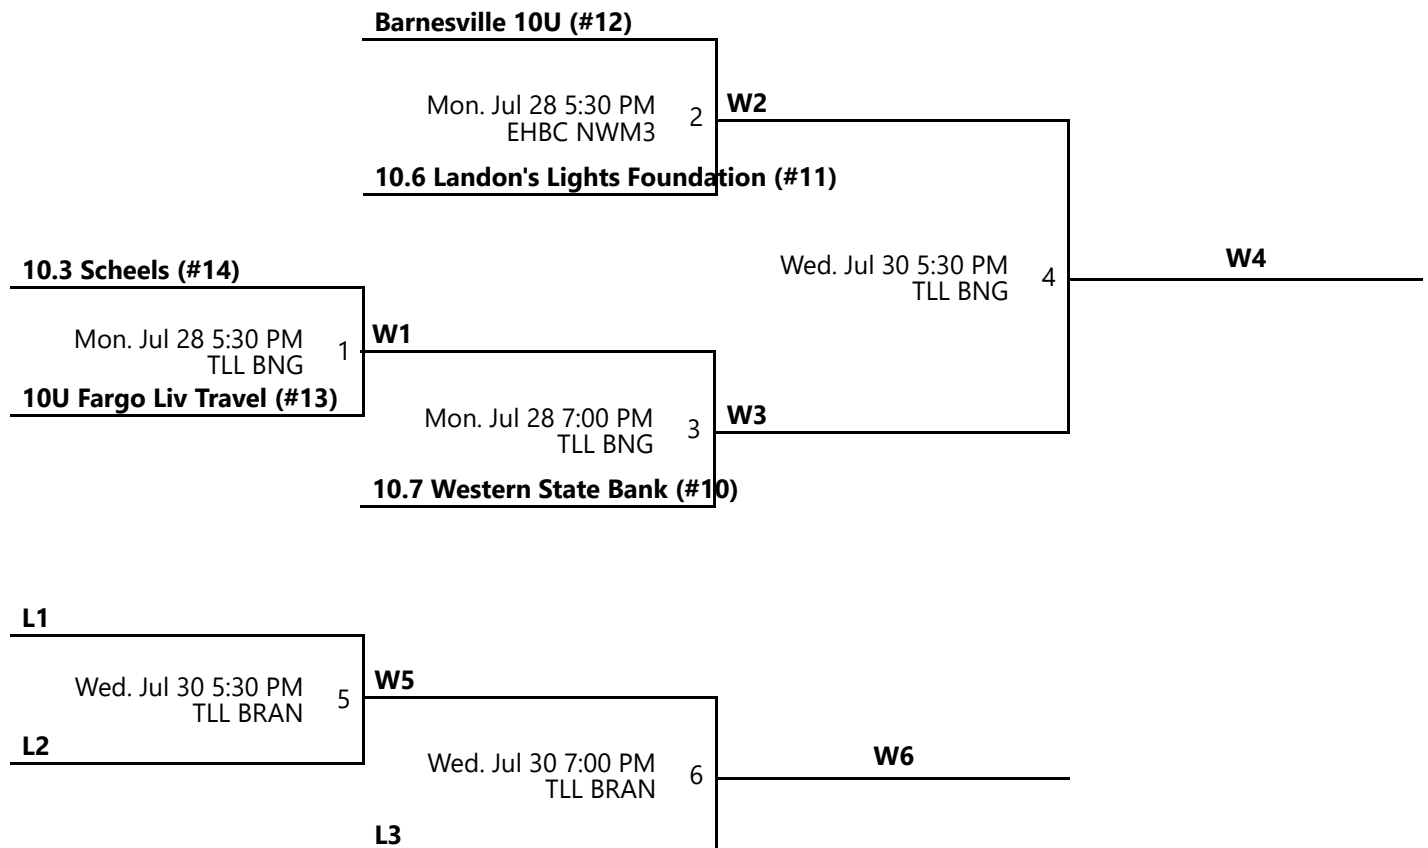 Barnesville 10U (#12)
Mon. Jul 28 5:30 PM
EHBC NWM3
2
W2
10.6 Landon's Lights Foundation (#11)
Wed. Jul 30 5:30 PM
TLL BNG
4
W4
10.3 Scheels (#14)
Mon. Jul 28 5:30 PM
TLL BNG
1
W1
10U Fargo Liv Travel (#13)
Mon. Jul 28 7:00 PM
TLL BNG
3
W3
10.7 Western State Bank (#10)
L1
Wed. Jul 30 5:30 PM
TLL BRAN
5
W5
L2
Wed. Jul 30 7:00 PM
TLL BRAN
6
W6
L3